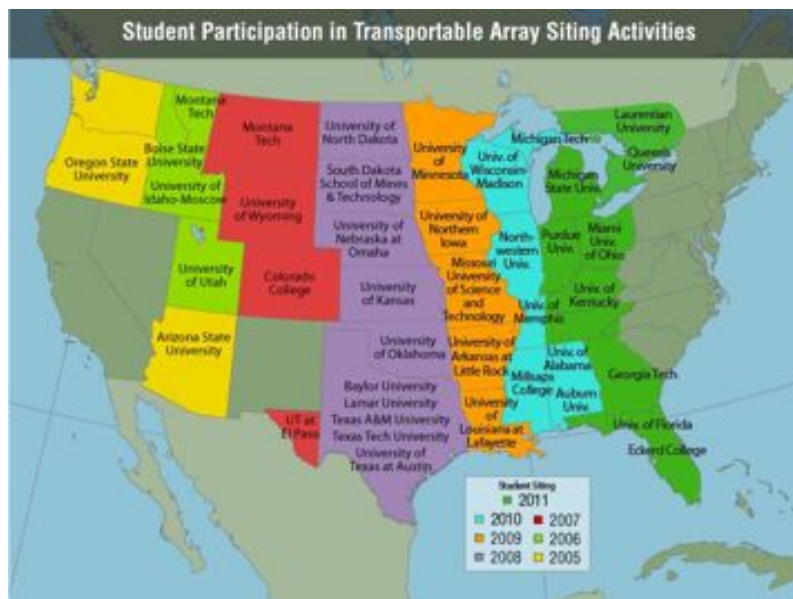 Student Participation in Transportable Array Siting Activities
Montana
Tech
Laurentian
University
Montana
Tech
University of
North Dakota
Michigan Tech
Boise State
University
Oregon State
University
University
of
Minnesota
Univ. of
Wisconsin-
Madison
Queen's
University
South Dakota
School of Mines
& Technology
Michigan
State Univ.
University of
Idaho-Moscow
University
of Wyoming
University of
Nebraska at
Omaha
University of
Northern
Iowa
North-
western
Univ.
Purdue
Univ.
Miami
Univ.
of Ohio
University
of Utah
Colorado
College
University
of Kansas
Missouri
University
of Science
and
Technology
Univ. of
Memphis
Univ. of
Kentucky
Arizona State
University
University
of Oklahoma
University of
Arkansas at
Little Rock
Univ. of
Alabama
Millsaps
College
Auburn
Univ.
Georgia Tech
Baylor University
Lamar University
Texas A&M University
Texas Tech University
University of
Texas at Austin
UT at
El Paso
University
of
Louisiana at
Lafayette
Univ. of Florida
Eckerd College
Student Siting
2011
2010 2007
2009 2006
2008 2005